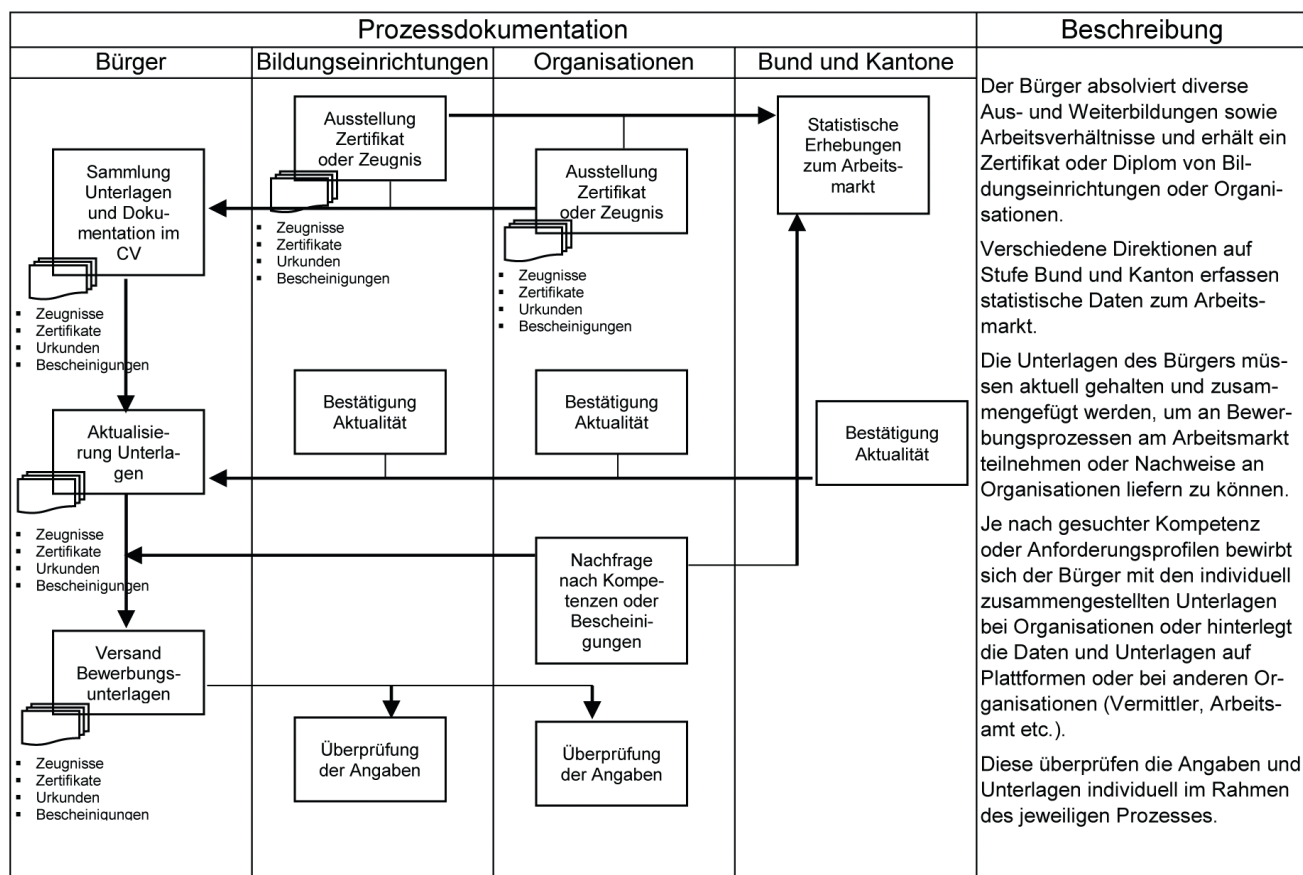 Prozessdokumentation
Beschreibung
Bürger
Bildungseinrichtungen
Organisationen
Bund und Kantone
Ausstellung
Zertifikat
oder Zeugnis
▪ Zeugnisse
▪ Zertifikate
▪ Urkunden
▪ Bescheinigungen
Ausstellung
Zertifikat
oder Zeugnis
▪ Zeugnisse
▪ Zertifikate
▪ Urkunden
▪ Bescheinigungen
Statistische
Erhebungen
zum Arbeits-
markt
Sammlung
Unterlagen
und Doku-
mentation im
CV
▪ Zeugnisse
▪ Zertifikate
▪ Urkunden
▪ Bescheinigungen
Bestätigung
Aktualität
Bestätigung
Aktualität
Bestätigung
Aktualität
Aktualisie-
rung Unterla-
gen
▪ Zeugnisse
▪ Zertifikate
▪ Urkunden
▪ Bescheinigungen
Nachfrage
nach Kompe-
tenzen oder
Bescheini-
gungen
Versand
Bewerbungs-
unterlagen
▪ Zeugnisse
▪ Zertifikate
▪ Urkunden
▪ Bescheinigungen
Überprüfung
der Angaben
Überprüfung
der Angaben
Der Bürger absolviert diverse
Aus- und Weiterbildungen sowie
Arbeitsverhältnisse und erhält ein
Zertifikat oder Diplom von Bil-
dungseinrichtungen oder Organi-
sationen.
Verschiedene Direktionen auf
Stufe Bund und Kanton erfassen
statistische Daten zum Arbeits-
markt.
Die Unterlagen des Bürgers müs-
sen aktuell gehalten und zusam-
mengefügt werden, um an Bewer-
bungsprozessen am Arbeitsmarkt
teilnehmen oder Nachweise an
Organisationen liefern zu können.
Je nach gesuchter Kompetenz
oder Anforderungsprofilen bewirbt
sich der Bürger mit den individuell
zusammengestellten Unterlagen
bei Organisationen oder hinterlegt
die Daten und Unterlagen auf
Plattformen oder bei anderen Or-
ganisationen (Vermittler, Arbeits-
amt etc.).
Diese überprüfen die Angaben und
Unterlagen individuell im Rahmen
des jeweiligen Prozesses.